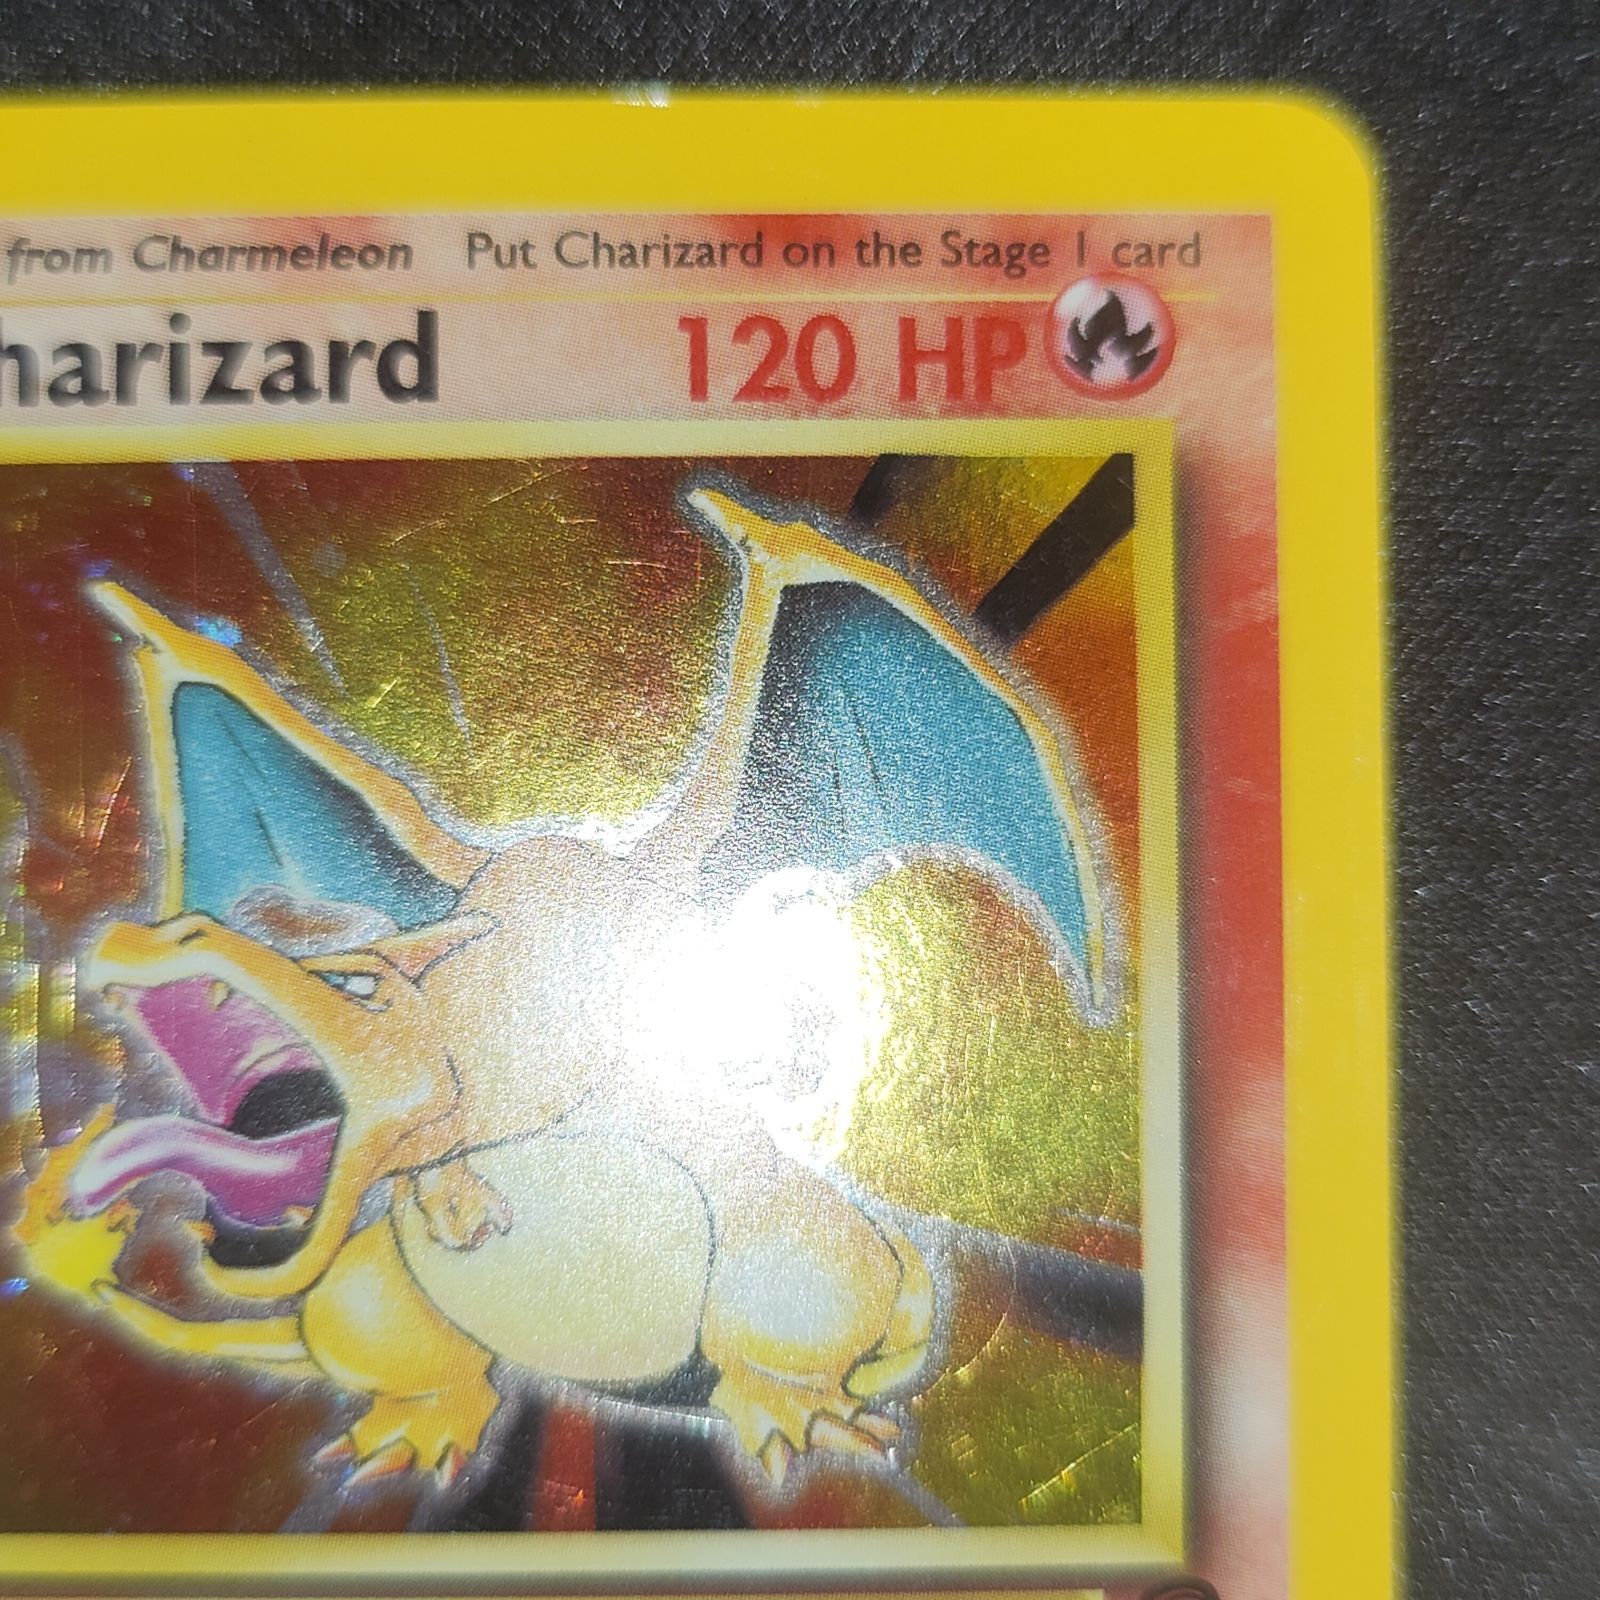 from Charmeleon Put Charizard on the Stage 1 card
harizard 120 HP